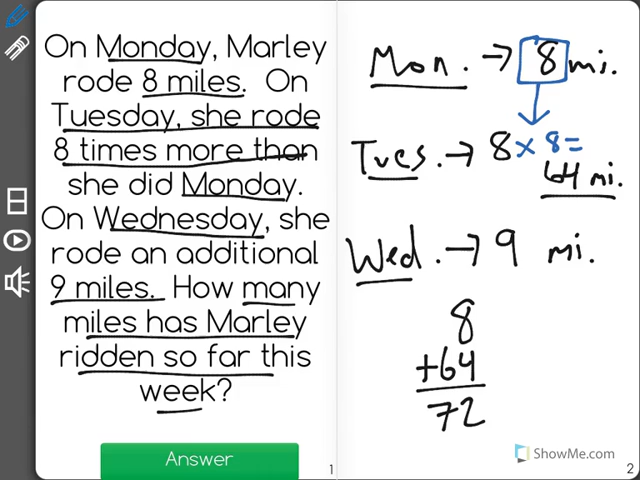 On Monday, Marley
rode 8 miles. On
Tuesday, she rode
8 times more than
she did Monday.
On Wednesday, she
rode an additional
9 miles. How many
miles has Marley
ridden so far this
week?
Answer
1
Mon. → 8 mi.
Tues. → 8 × 8 =
64 mi.
Wed. → 9 mi.
8
+64
72
ShowMe.com
2